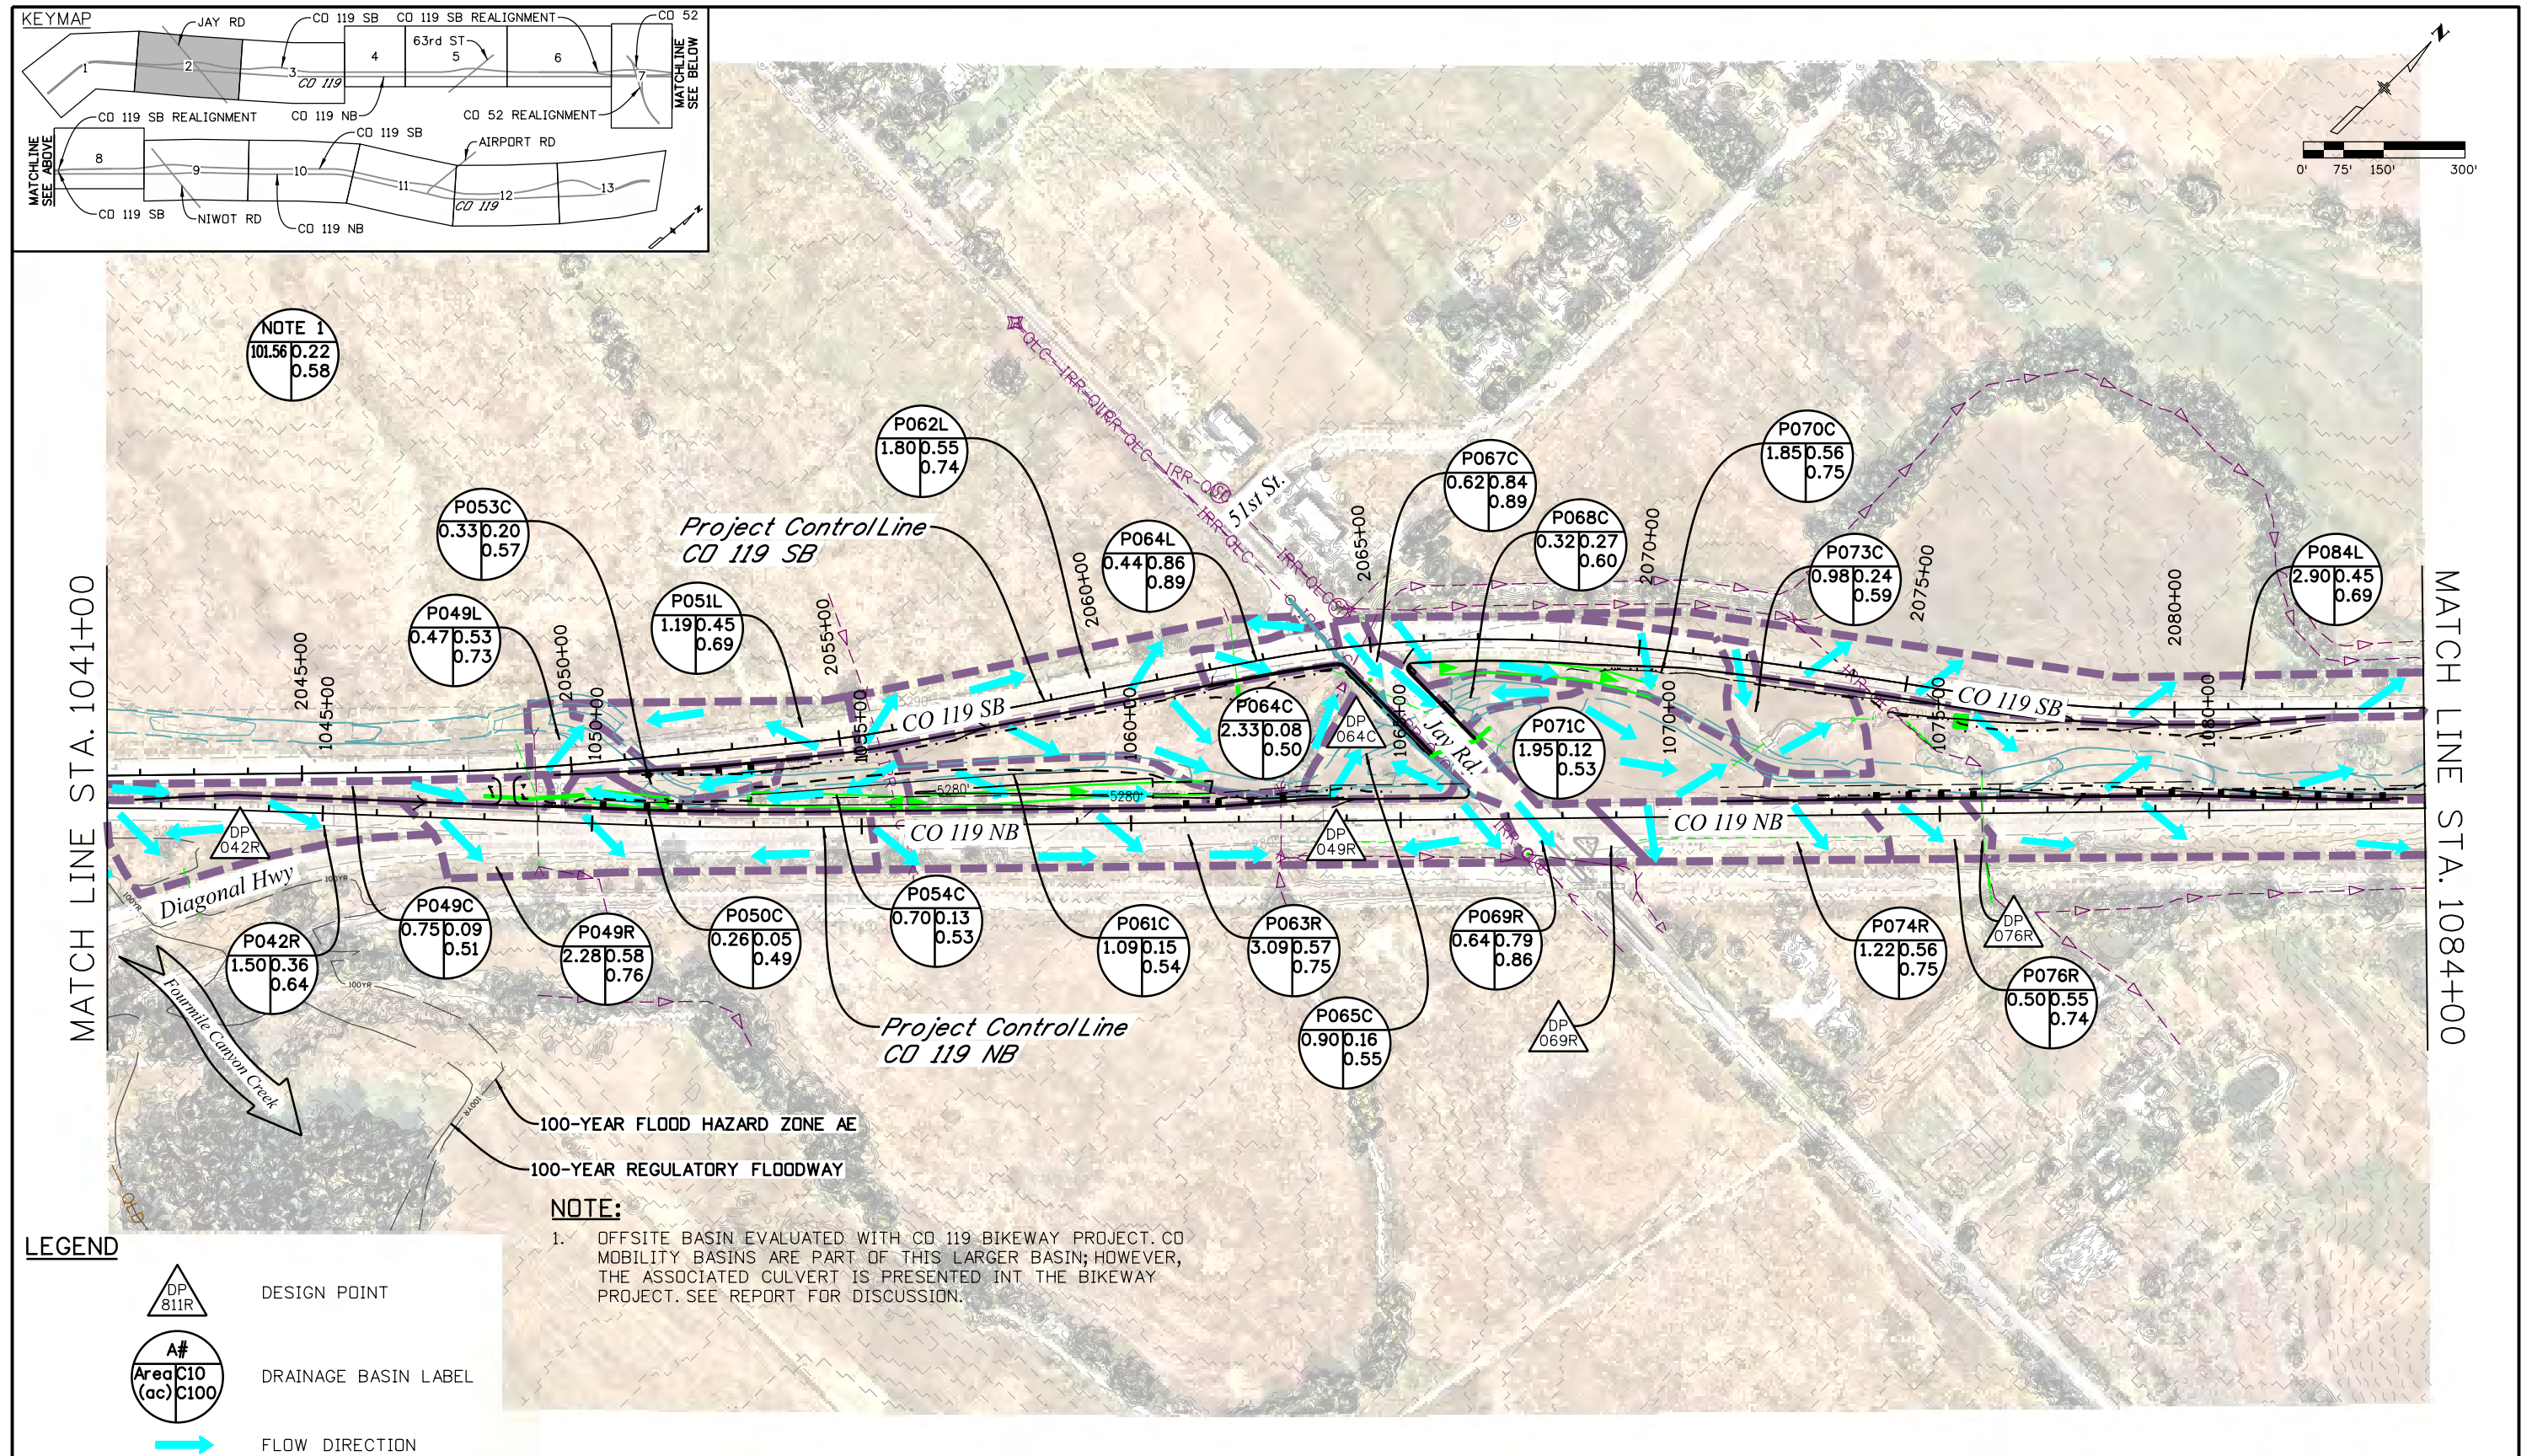 KEYMAP
JAY RD
CO 119 SB
CO 119 SB REALIGNMENT
CO 52
63rd ST
1
2
3
4
5
6
7
CO 119
MATCHLINE
SEE BELOW
CO 119 SB REALIGNMENT
CO 119 NB
CO 52 REALIGNMENT
MATCHLINE
SEE ABOVE
CO 119 SB
AIRPORT RD
8
9
10
11
12
13
CO 119
CO 119 SB
NIWOT RD
CO 119 NB
N
N
0' 75' 150' 300'
NOTE 1
101.56 0.22
0.58
P062L
1.80 0.55
0.74
P053C
0.33 0.20
0.57
Project Control Line
CO 119 SB
P049L
0.47 0.53
0.73
P051L
1.19 0.45
0.69
P064L
0.44 0.86
0.89
51st St.
P067C
0.62 0.84
0.89
P068C
0.32 0.27
0.60
P070C
1.85 0.56
0.75
P073C
0.98 0.24
0.59
P084L
2.90 0.45
0.69
2045+00
2050+00
2055+00
2060+00
2065+00
2070+00
2075+00
2080+00
1045+00
1050+00
1055+00
1060+00
1065+00
1070+00
1075+00
1080+00
MATCH LINE STA. 1041+00
MATCH LINE STA. 1084+00
CO 119 SB
CO 119 SB
P064C
2.33 0.08
0.50
DP
064C
Jay Rd.
P071C
1.95 0.12
0.53
5280'
5280'
CO 119 NB
CO 119 NB
DP
042R
DP
049R
Diagonal Hwy
100YR
100YR
P042R
1.50 0.36
0.64
P049C
0.75 0.09
0.51
P049R
2.28 0.58
0.76
P050C
0.26 0.05
0.49
P054C
0.70 0.13
0.53
P061C
1.09 0.15
0.54
P063R
3.09 0.57
0.75
P069R
0.64 0.79
0.86
P074R
1.22 0.56
0.75
DP
076R
P076R
0.50 0.55
0.74
P065C
0.90 0.16
0.55
DP
069R
Project Control Line
CO 119 NB
Fourmile Canyon Creek
100YR
100YR
100-YEAR FLOOD HAZARD ZONE AE
100-YEAR REGULATORY FLOODWAY
QLD
NOTE:
1. OFFSITE BASIN EVALUATED WITH CO 119 BIKEWAY PROJECT. CO
MOBILITY BASINS ARE PART OF THIS LARGER BASIN; HOWEVER,
THE ASSOCIATED CULVERT IS PRESENTED INT THE BIKEWAY
PROJECT. SEE REPORT FOR DISCUSSION.
LEGEND
DP
811R
DESIGN POINT
A#
Area C10
(ac) C100
DRAINAGE BASIN LABEL
FLOW DIRECTION